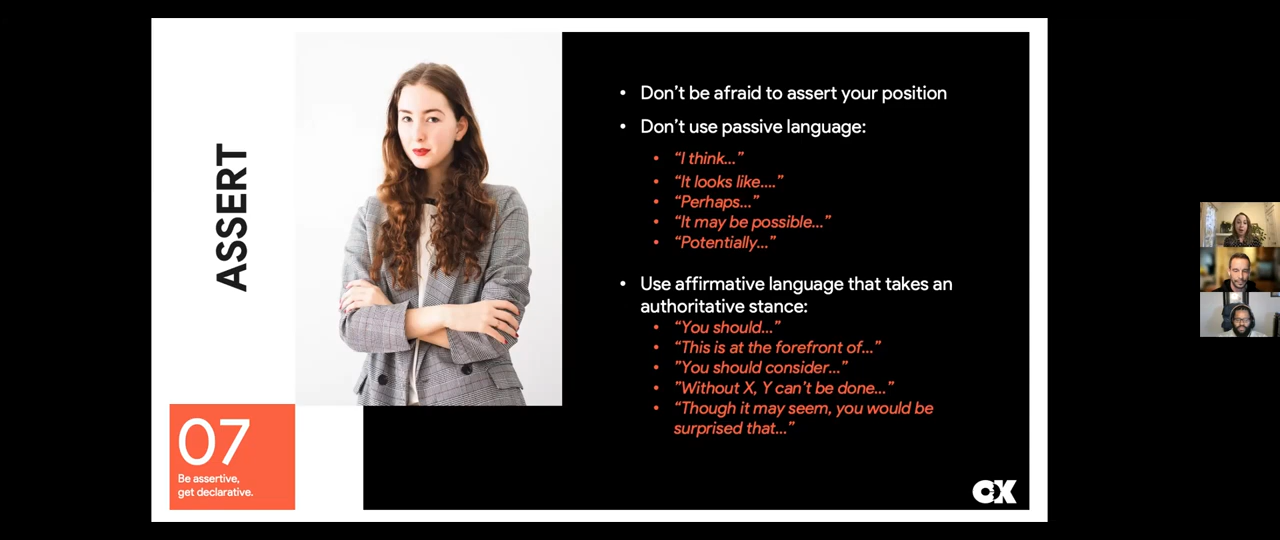 ASSERT
07
Be assertive,
get declarative.
• Don’t be afraid to assert your position
• Don’t use passive language:
• “I think...”
• “It looks like....”
• “Perhaps...”
• “It may be possible...”
• “Potentially...”
• Use affirmative language that takes an
authoritative stance:
• “You should...”
• “This is at the forefront of...”
• ”You should consider...”
• ”Without X, Y can’t be done...”
• “Though it may seem, you would be
surprised that...”
OX